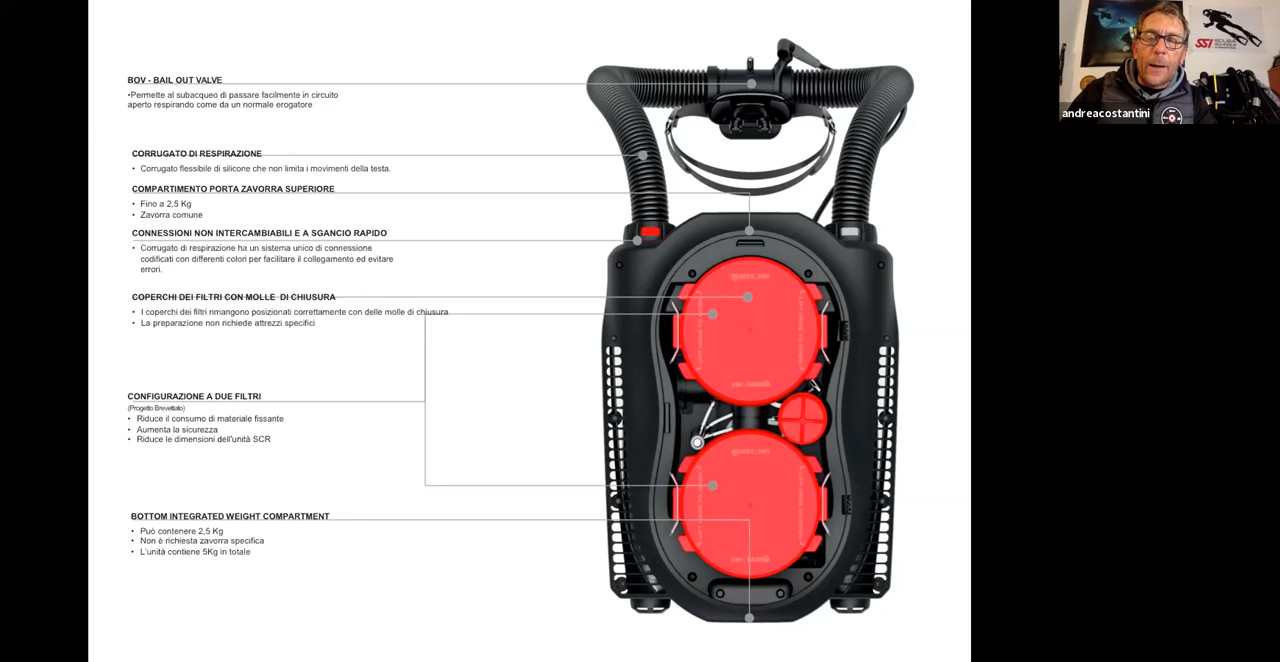 BOV - BAIL OUT VALVE
•Permette al subacqueo di passare facilmente in circuito
aperto respirando come da un normale erogatore
CORRUGATO DI RESPIRAZIONE
• Corrugato flessibile di silicone che non limita i movimenti della testa.
COMPARTIMENTO PORTA ZAVORRA SUPERIORE
• Fino a 2,5 Kg
• Zavorra comune
CONNESSIONI NON INTERCAMBIABILI E A SGANCIO RAPIDO
• Corrugato di respirazione ha un sistema unico di connessione
codificati con differenti colori per facilitare il collegamento ed evitare
errori.
COPERCHI DEI FILTRI CON MOLLE DI CHIUSURA
• I coperchi dei filtri rimangono posizionati correttamente con delle molle di chiusura
• La preparazione non richiede attrezzi specifici
CONFIGURAZIONE A DUE FILTRI
(Progetto Brevettato)
• Riduce il consumo di materiale fissante
• Aumenta la sicurezza
• Riduce le dimensioni dell'unità SCR
BOTTOM INTEGRATED WEIGHT COMPARTMENT
• Può contenere 2,5 Kg
• Non è richiesta zavorra specifica
• L'unità contiene 5Kg in totale
SSI SCUBA
SCHOOLS
andreacostantini